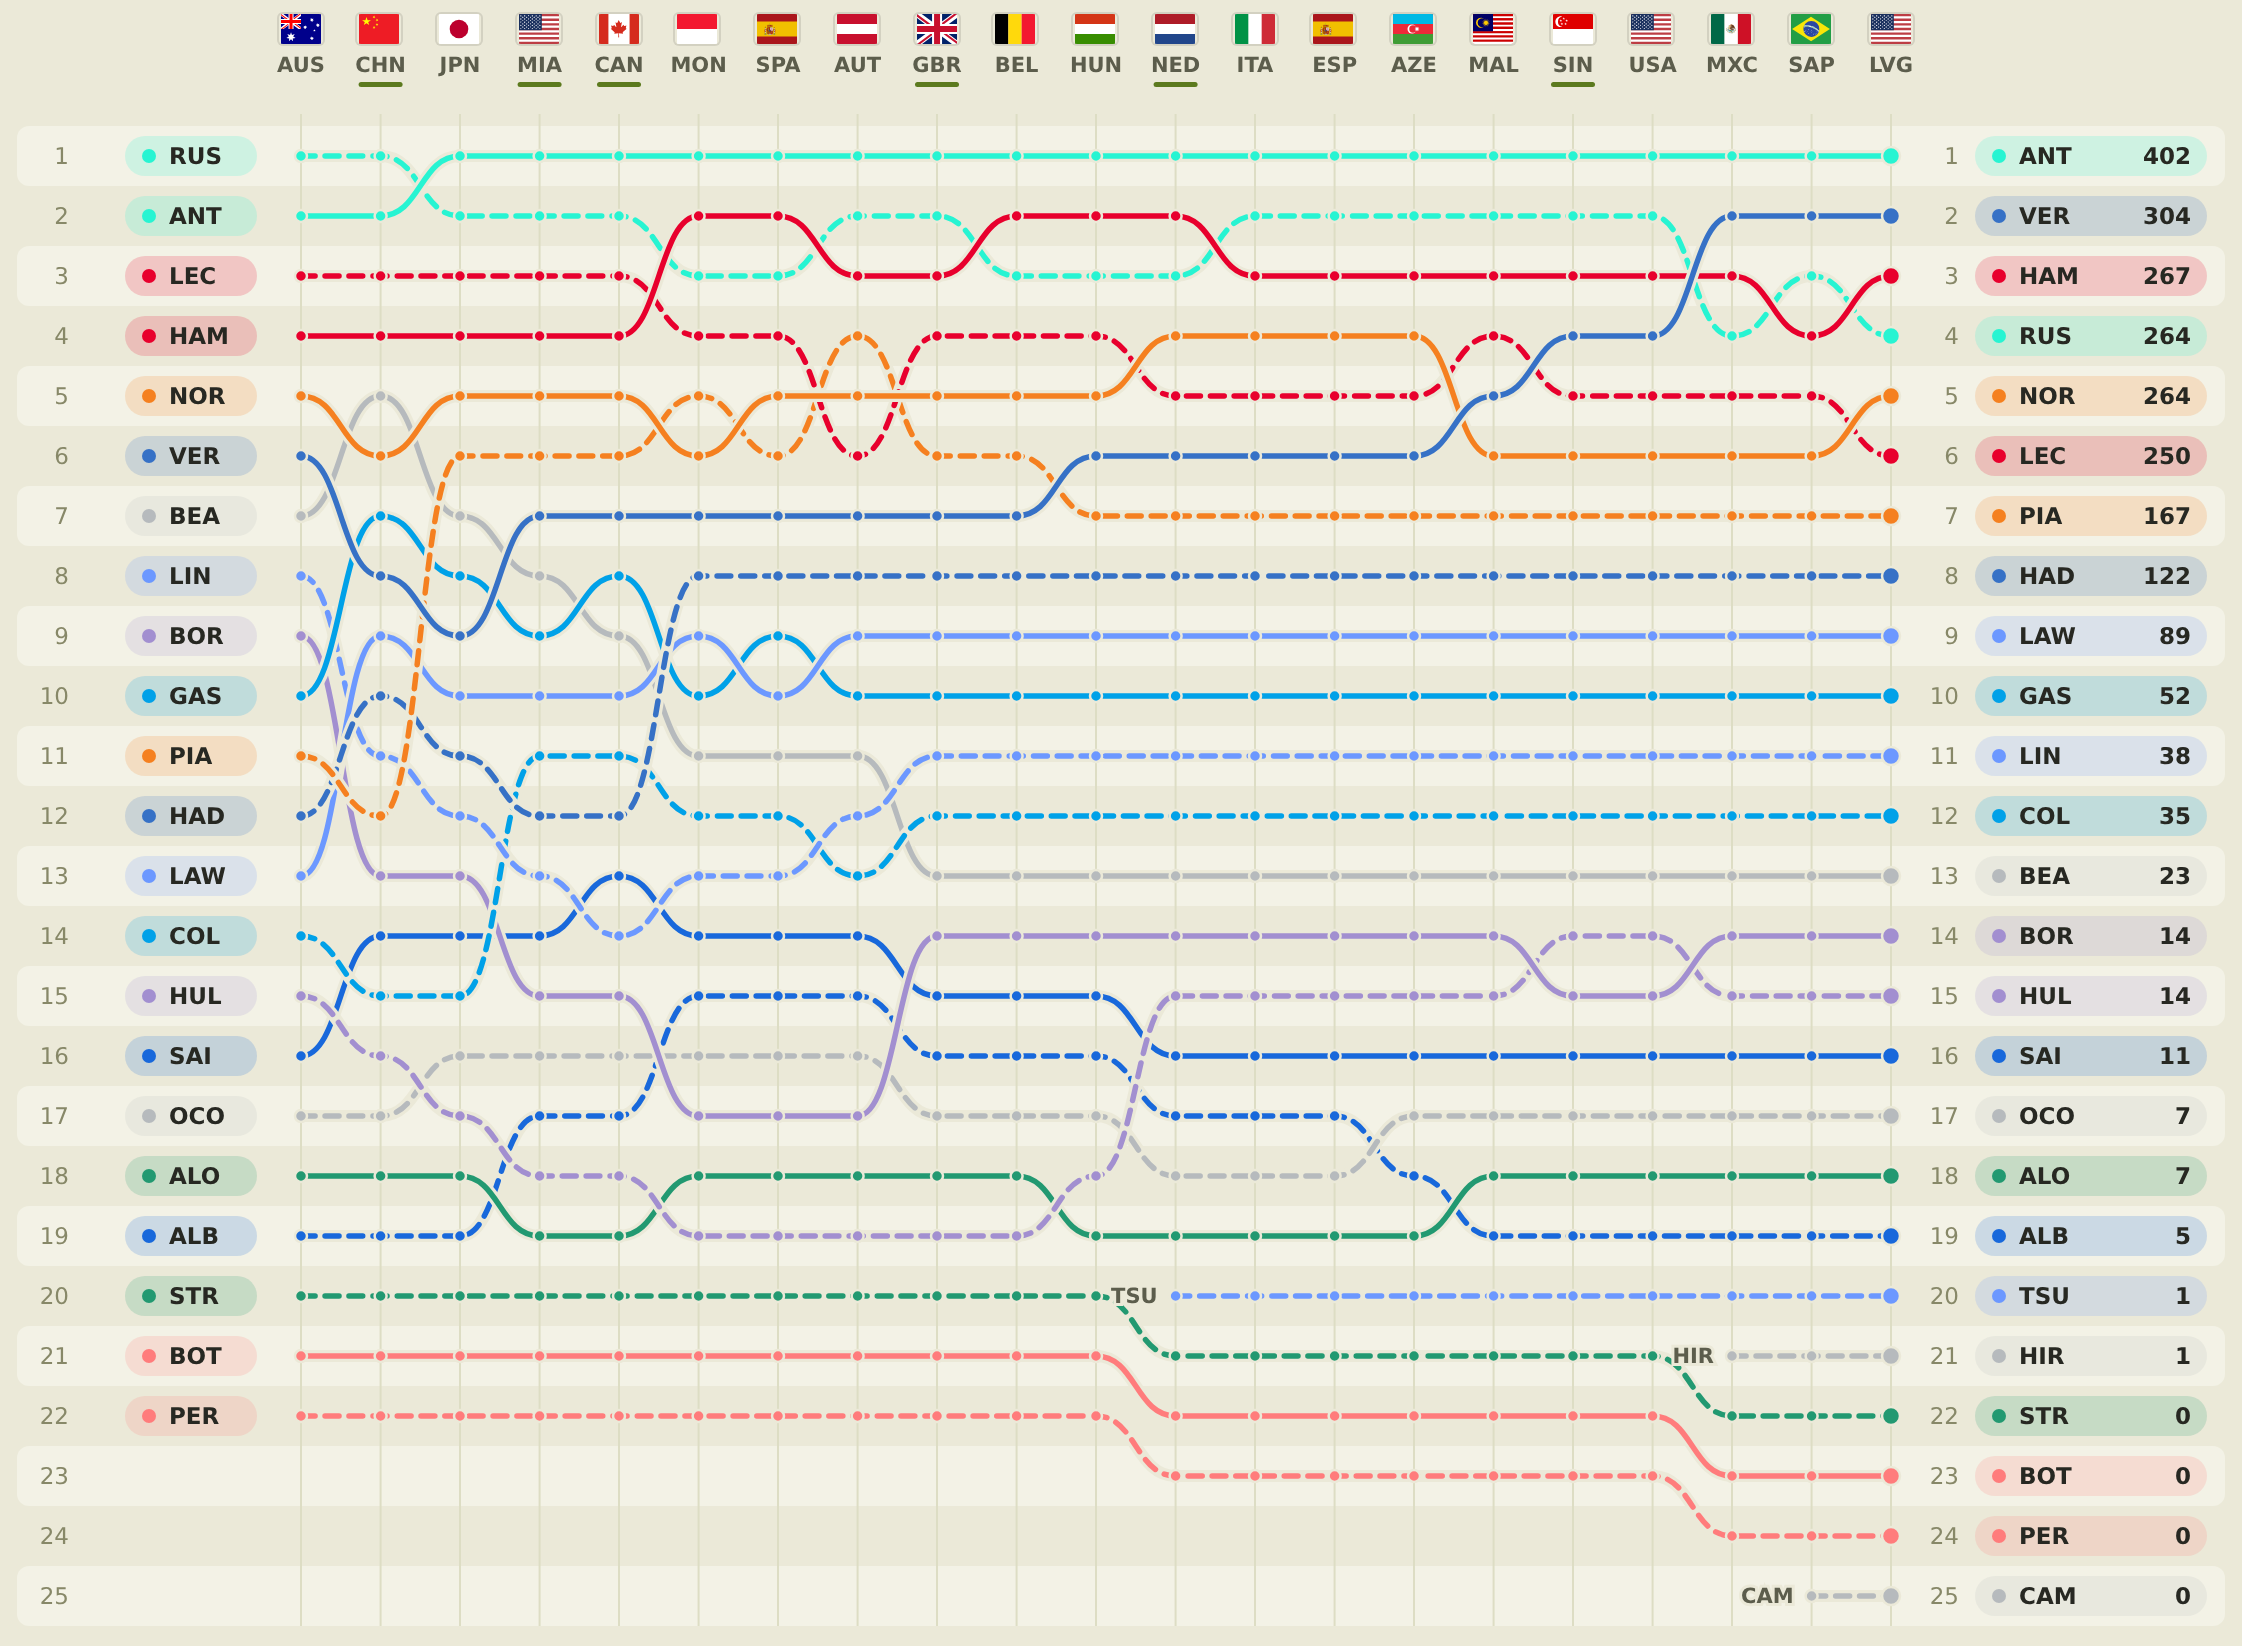 AUS CHN JPN MIA CAN MON SPA AUT GBR BEL HUN NED ITA ESP AZE MAL SIN USA MXC SAP LVG
1 RUS 1 ANT 402
2 ANT 2 VER 304
3 LEC 3 HAM 267
4 HAM 4 RUS 264
5 NOR 5 NOR 264
6 VER 6 LEC 250
7 BEA 7 PIA 167
8 LIN 8 HAD 122
9 BOR 9 LAW 89
10 GAS 10 GAS 52
11 PIA 11 LIN 38
12 HAD 12 COL 35
13 LAW 13 BEA 23
14 COL 14 BOR 14
15 HUL 15 HUL 14
16 SAI 16 SAI 11
17 OCO 17 OCO 7
18 ALO 18 ALO 7
19 ALB 19 ALB 5
20 STR TSU 20 TSU 1
21 BOT HIR 21 HIR 1
22 PER 22 STR 0
23 23 BOT 0
24 24 PER 0
25 CAM 25 CAM 0